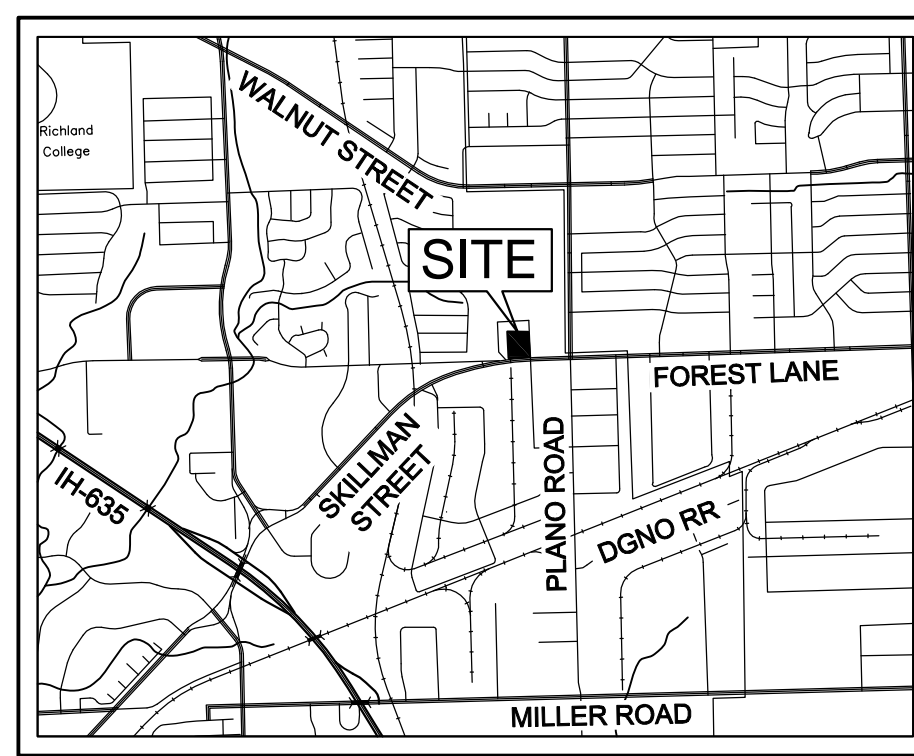 Richland
College
WALNUT STREET
SITE
FOREST LANE
SKILLMAN
STREET
PLANO ROAD
IH-635
DGNO RR
MILLER ROAD